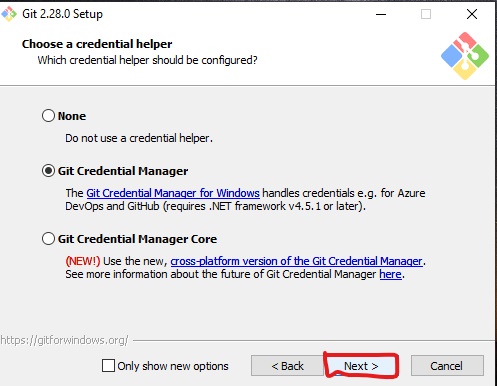 Git 2.28.0 Setup
Choose a credential helper
Which credential helper should be configured?
None
Do not use a credential helper.
Git Credential Manager
The Git Credential Manager for Windows handles credentials e.g. for Azure
DevOps and GitHub (requires .NET framework v4.5.1 or later).
Git Credential Manager Core
(NEW!) Use the new, cross-platform version of the Git Credential Manager.
See more information about the future of Git Credential Manager here.
https://gitforwindows.org/
Only show new options
< Back
Next >
Cancel